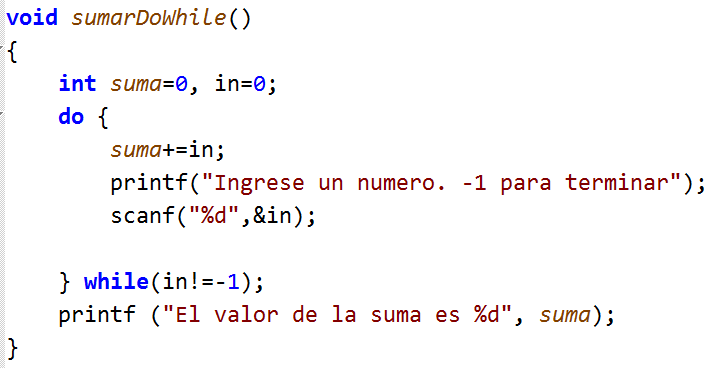 void sumarDoWhile()
{
    int suma=0, in=0;
    do {
        suma+=in;
        printf("Ingrese un numero. -1 para terminar");
        scanf("%d",&in);

    } while(in!=-1);
    printf ("El valor de la suma es %d", suma);
}